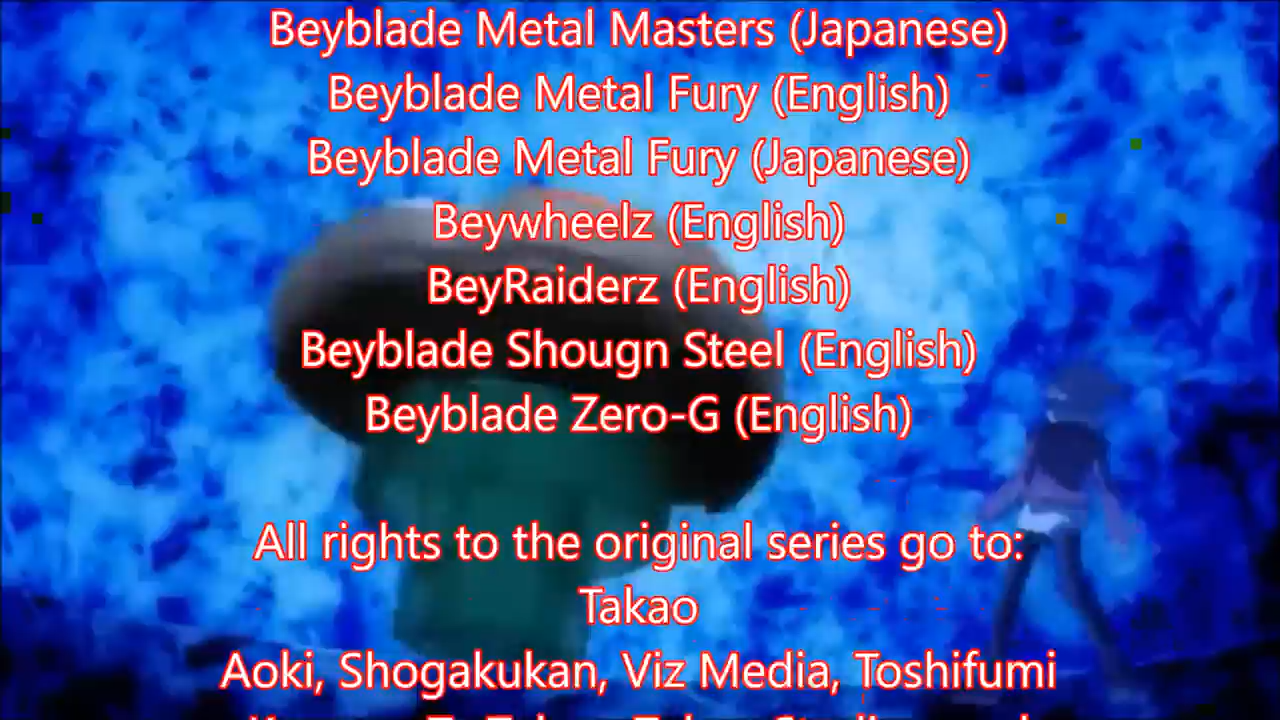 Beyblade Metal Masters (Japanese)
Beyblade Metal Fury (English)
Beyblade Metal Fury (Japanese)
Beywheelz (English)
BeyRaiderz (English)
Beyblade Shougn Steel (English)
Beyblade Zero-G (English)
All rights to the original series go to:
Takao
Aoki, Shogakukan, Viz Media, Toshifumi